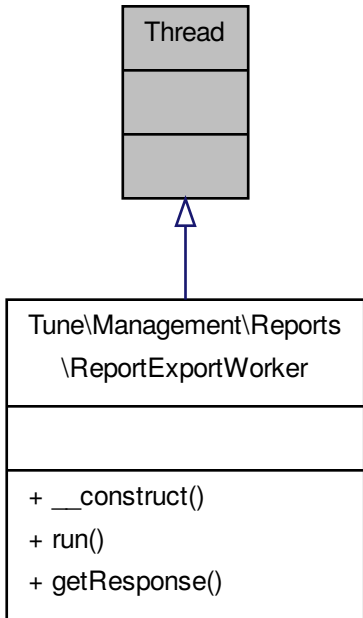 Thread
Tune\Management\Reports
\ReportExportWorker
+ __construct()
+ run()
+ getResponse()